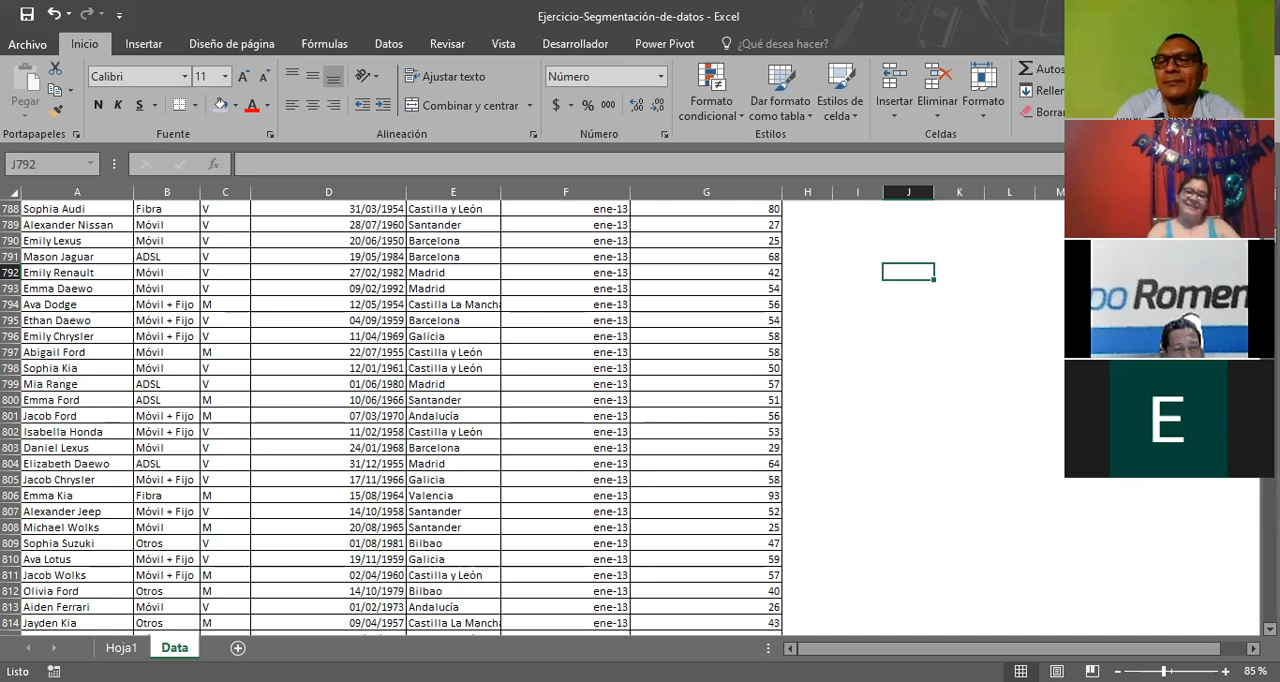 Ejercicio-Segmentación-de-datos - Excel
Archivo Inicio Insertar Diseño de página Fórmulas Datos Revisar Vista Desarrollador Power Pivot ¿Qué desea hacer?
Pegar
Portapapeles
Calibri 11
N K S
Fuente
Ajustar texto
Combinar y centrar
Alineación
Número
$ % 000
Número
Formato condicional
Dar formato como tabla
Estilos de celda
Estilos
Insertar Eliminar Formato
Celdas
Autos
Rellen
Borra
J792
fx
A B C D E F G H I J K L M
788 Sophia Audi Fibra V 31/03/1954 Castilla y León ene-13 80
789 Alexander Nissan Móvil V 28/07/1960 Santander ene-13 27
790 Emily Lexus Móvil V 20/06/1950 Barcelona ene-13 25
791 Mason Jaguar ADSL V 19/05/1984 Barcelona ene-13 68
792 Emily Renault Móvil V 27/02/1982 Madrid ene-13 42
793 Emma Daewo Móvil V 09/02/1992 Madrid ene-13 54
794 Ava Dodge Móvil + Fijo M 12/05/1954 Castilla La Mancha ene-13 56
795 Ethan Daewo Móvil + Fijo V 04/09/1959 Barcelona ene-13 54
796 Emily Chrysler Móvil + Fijo V 11/04/1969 Galicia ene-13 58
797 Abigail Ford Móvil M 22/07/1955 Castilla y León ene-13 58
798 Sophia Kia Móvil V 12/01/1961 Castilla y León ene-13 50
799 Mia Range ADSL V 01/06/1980 Madrid ene-13 57
800 Emma Ford ADSL M 10/06/1966 Santander ene-13 51
801 Jacob Ford Móvil + Fijo M 07/03/1970 Andalucía ene-13 56
802 Isabella Honda Móvil + Fijo V 11/02/1958 Castilla y León ene-13 53
803 Daniel Lexus Móvil V 24/01/1968 Barcelona ene-13 29
804 Elizabeth Daewo ADSL V 31/12/1955 Madrid ene-13 64
805 Jacob Chrysler Móvil + Fijo V 17/11/1966 Galicia ene-13 58
806 Emma Kia Fibra M 15/08/1964 Valencia ene-13 93
807 Alexander Jeep Móvil + Fijo V 14/10/1958 Santander ene-13 52
808 Michael Wolks Móvil M 20/08/1965 Santander ene-13 25
809 Sophia Suzuki Otros V 01/08/1981 Bilbao ene-13 47
810 Ava Lotus Móvil + Fijo V 19/11/1959 Galicia ene-13 59
811 Jacob Wolks Móvil + Fijo M 02/04/1960 Castilla y León ene-13 57
812 Olivia Ford Otros M 14/10/1979 Bilbao ene-13 40
813 Aiden Ferrari Móvil V 01/02/1973 Andalucía ene-13 26
814 Jayden Kia Otros M 09/04/1957 Castilla La Mancha ene-13 43
Hoja1 Data
Listo
85 %
Romen
E